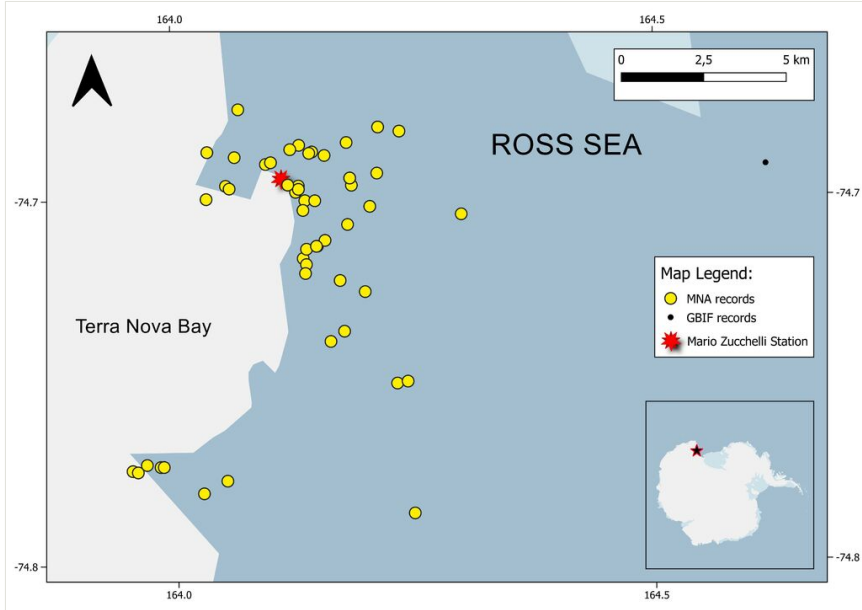 164.0
164.5
0
2,5
5 km
ROSS SEA
-74.7
-74.7
Map Legend:
MNA records
GBIF records
Mario Zucchelli Station
Terra Nova Bay
-74.8
-74.8
164.0
164.5